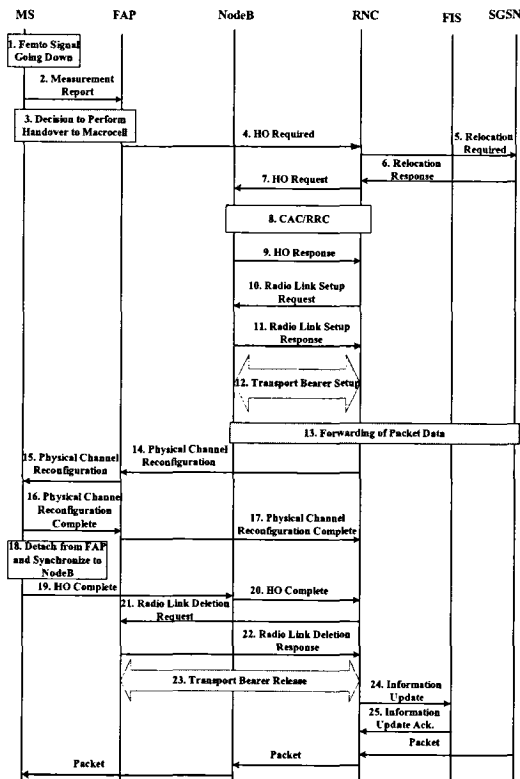 MS FAP NodeB RNC FIS SGSN
1. Femto Signal
Going Down
2. Measurement
Report
3. Decision to Perform
Handover to Macrocell
4. HO Required
5. Relocation
Required
6. Relocation
Response
7. HO Request
8. CAC/RRC
9. HO Response
10. Radio Link Setup
Request
11. Radio Link Setup
Response
12. Transport Bearer Setup
13. Forwarding of Packet Data
14. Physical Channel
Reconfiguration
15. Physical Channel
Reconfiguration
16. Physical Channel
Reconfiguration
Complete
17. Physical Channel
Reconfiguration Complete
18. Detach from FAP
and Synchronize to
NodeB
19. HO Complete
20. HO Complete
21. Radio Link Deletion
Request
22. Radio Link Deletion
Response
23. Transport Bearer Release
24. Information
Update
25. Information
Update Ack.
Packet
Packet
Packet